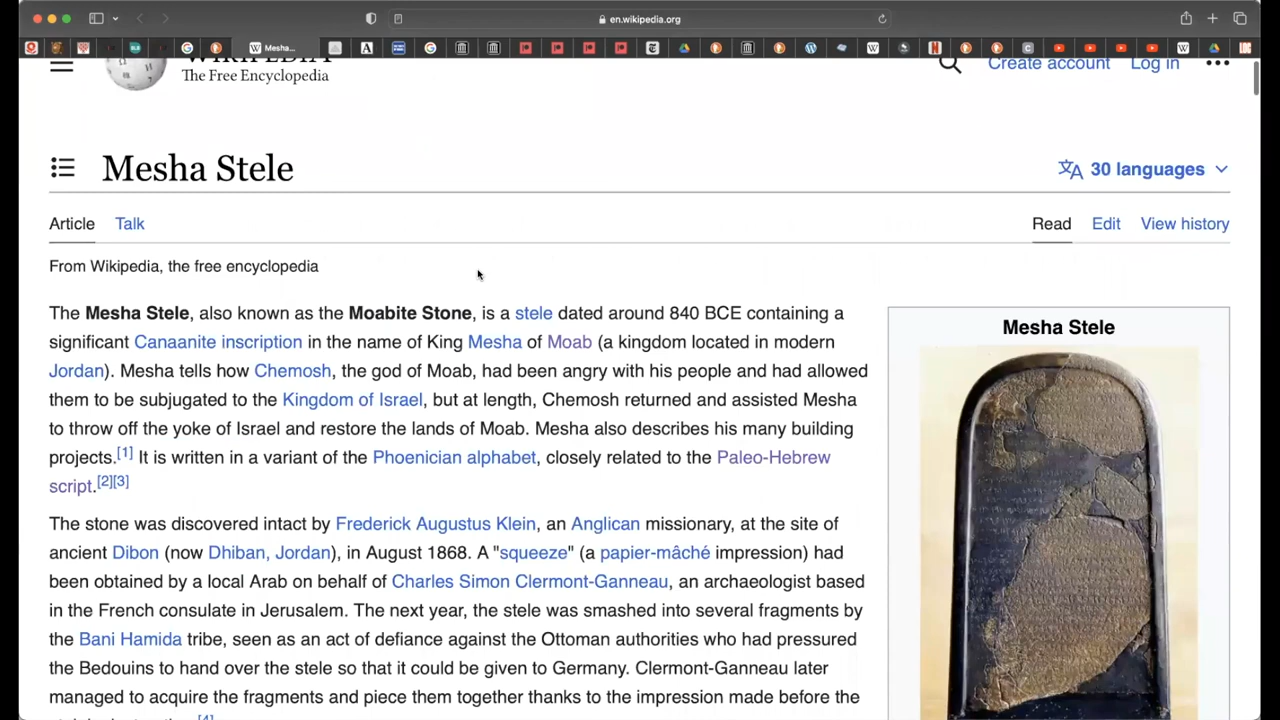 en.wikipedia.org
Mesha...
WIKIPEDIA
The Free Encyclopedia
Create account
Log in
Mesha Stele
30 languages
Article
Talk
Read
Edit
View history
From Wikipedia, the free encyclopedia
The Mesha Stele, also known as the Moabite Stone, is a stele dated around 840 BCE containing a
significant Canaanite inscription in the name of King Mesha of Moab (a kingdom located in modern
Jordan). Mesha tells how Chemosh, the god of Moab, had been angry with his people and had allowed
them to be subjugated to the Kingdom of Israel, but at length, Chemosh returned and assisted Mesha
to throw off the yoke of Israel and restore the lands of Moab. Mesha also describes his many building
projects.[1] It is written in a variant of the Phoenician alphabet, closely related to the Paleo-Hebrew
script.[2][3]
The stone was discovered intact by Frederick Augustus Klein, an Anglican missionary, at the site of
ancient Dibon (now Dhiban, Jordan), in August 1868. A "squeeze" (a papier-mâché impression) had
been obtained by a local Arab on behalf of Charles Simon Clermont-Ganneau, an archaeologist based
in the French consulate in Jerusalem. The next year, the stele was smashed into several fragments by
the Bani Hamida tribe, seen as an act of defiance against the Ottoman authorities who had pressured
the Bedouins to hand over the stele so that it could be given to Germany. Clermont-Ganneau later
managed to acquire the fragments and piece them together thanks to the impression made before the
[4]
Mesha Stele